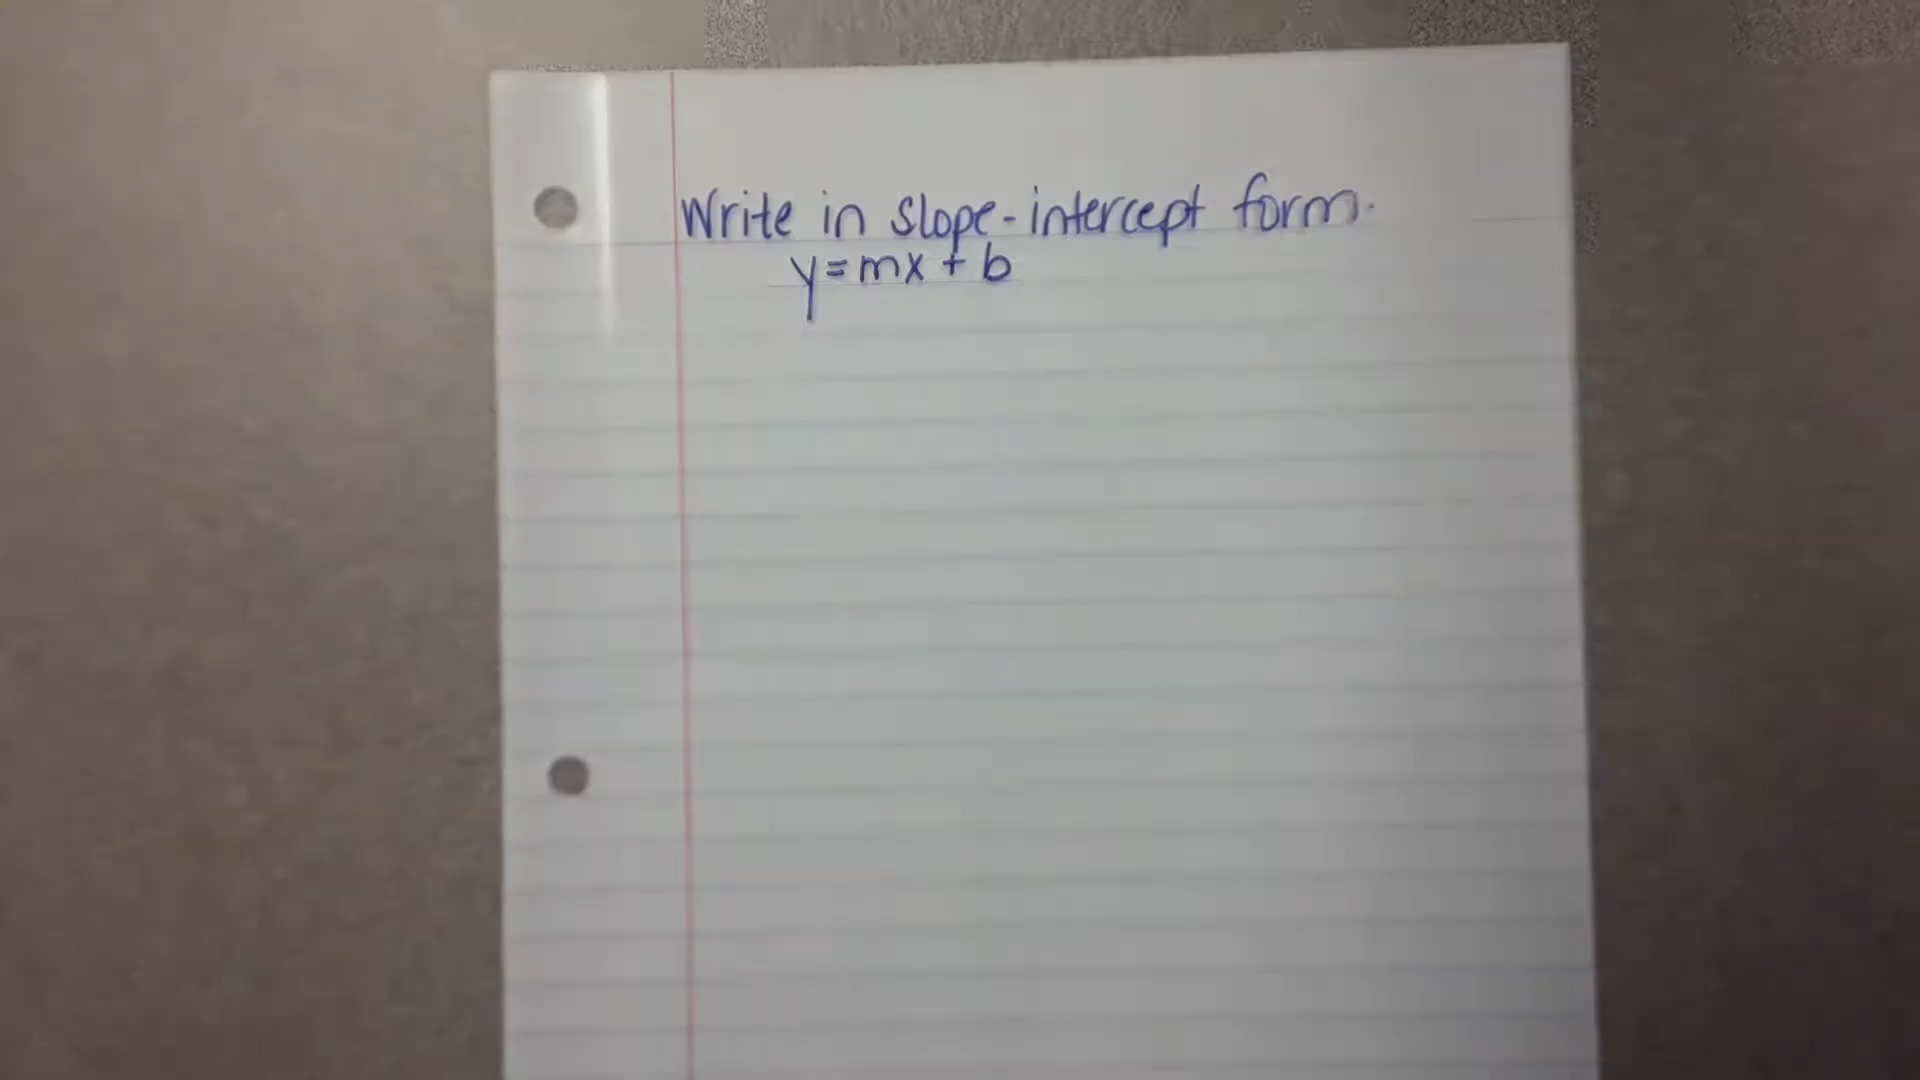 Write in slope-intercept form.
y=mx + b